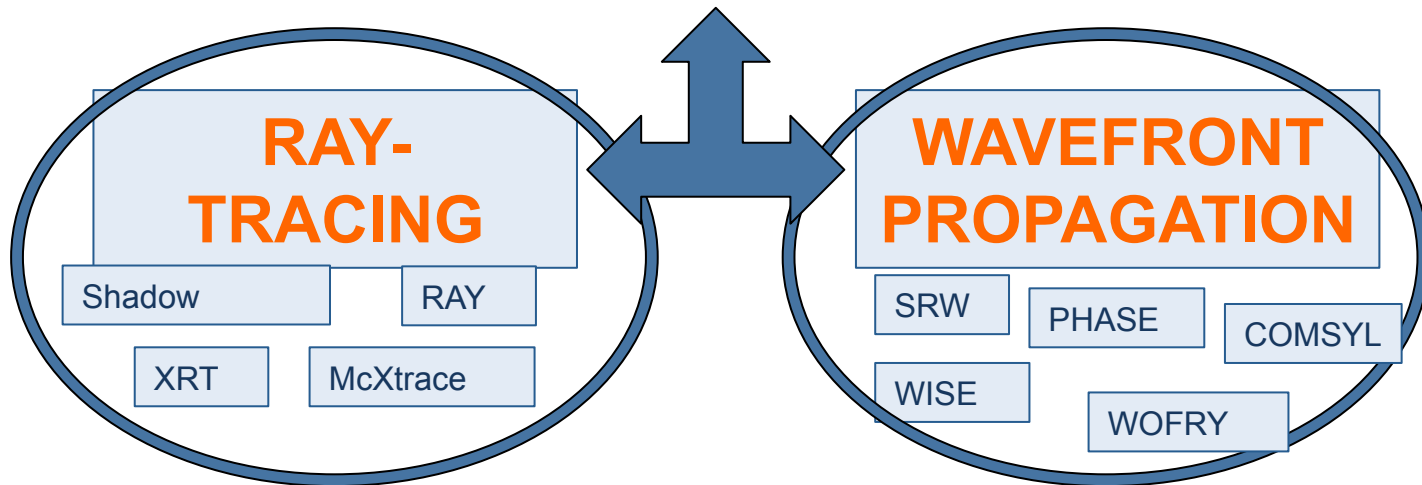 RAY-
TRACING
Shadow
RAY
XRT
McXtrace
WAVEFRONT
PROPAGATION
SRW
PHASE
COMSYL
WISE
WOFRY